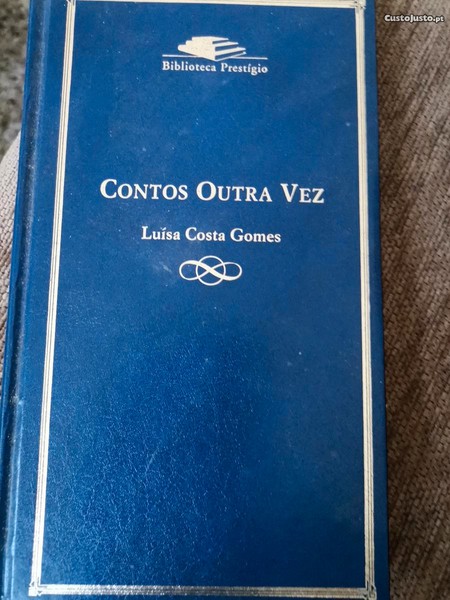 CustoJusto.pt
Biblioteca Prestígio
CONTOS OUTRA VEZ
Luísa Costa Gomes